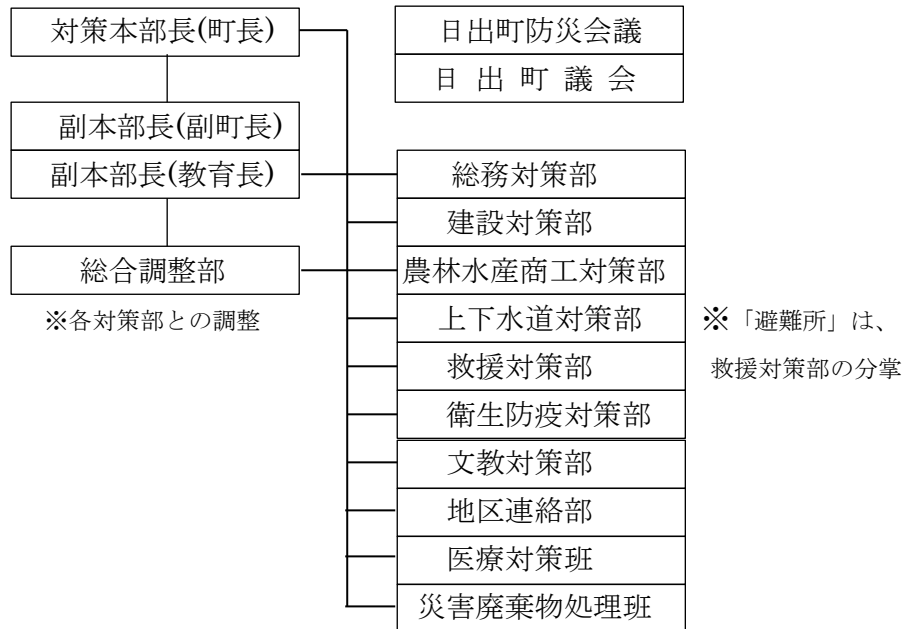 対策本部長(町長)
副本部長(副町長)
副本部長(教育長)
総合調整部
※各対策部との調整
日出町防災会議
日 出 町 議 会
総務対策部
建設対策部
農林水産商工対策部
上下水道対策部
救援対策部
衛生防疫対策部
文教対策部
地区連絡部
医療対策班
災害廃棄物処理班
※「避難所」は、
救援対策部の分掌